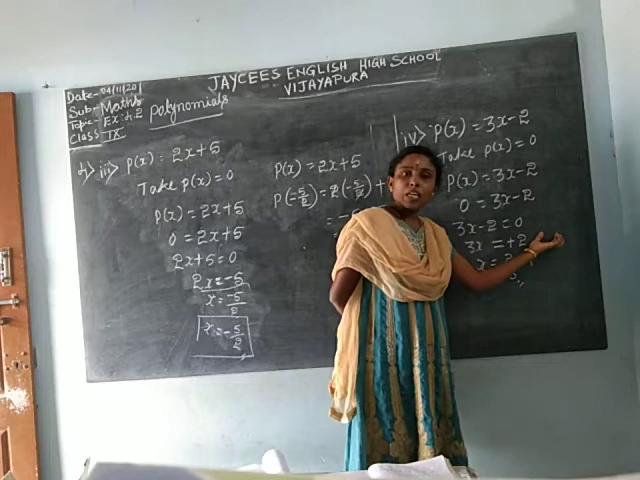 JAYCEES ENGLISH HIGH SCHOOL
VIJAYAPURA
Date- 04/11/20
Sub- Maths
Topic- Ex: 4.2
Class IX
Polynomials
iii> P(x) = 2x+5
Take p(x) = 0
P(x) = 2x+5
0 = 2x+5
2x+5 = 0
2x = -5
x = -5/2
x = -5/2
P(x) = 2x+5
P(-5/2) = 2(-5/2) +
iv> P(x) = 3x-2
Take p(x) = 0
P(x) = 3x-2
0 = 3x-2
3x-2 = 0
3x = +2
x =